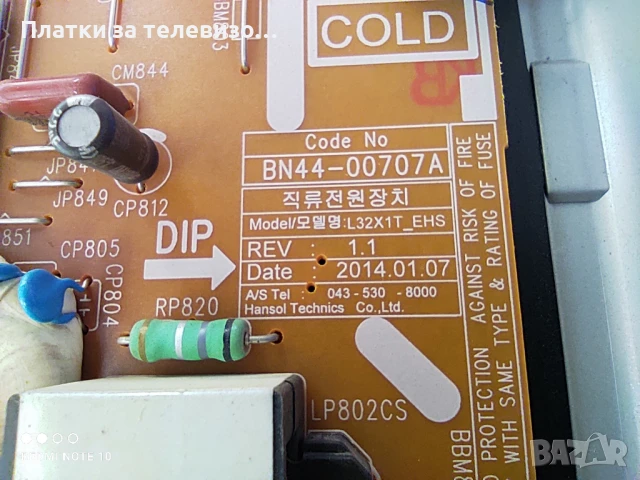 Платки за телевизо...
COLD
CM844
JP849
CP812
851
CP805
CP804
DIP
RP820
LP802CS
Code No
BN44-00707A
직류전원장치
Model/모델명:L32X1T_EHS
REV : 1.1
Date : 2014.01.07
A/S Tel : 043-530-8000
Hansol Technics Co.,Ltd.
PROTECTION AGAINST RISK OF FIRE
WITH SAME TYPE & RATING OF FUSE
NOTE 10
BAZAR